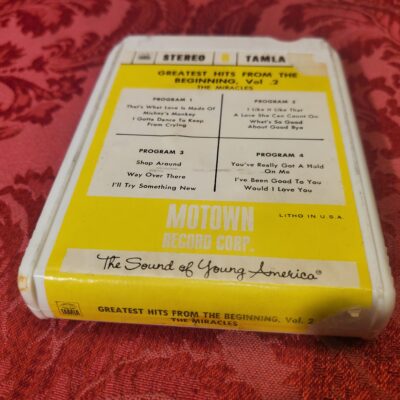 STEREO 8 TAMLA
GREATEST HITS FROM THE
BEGINNING, Vol .2
THE MIRACLES
PROGRAM 1
That's What Love Is Made Of
Mickey's Monkey
I Gotta Dance To Keep
From Crying
PROGRAM 2
I Like It Like That
A Love She Can Count On
What's So Good
About Good Bye
PROGRAM 3
Shop Around
Way Over There
I'll Try Something New
PROGRAM 4
You've Really Got A Hold
On Me
I've Been Good To You
Would I Love You
MOTOWN
RECORD CORP.
LITHO IN U.S.A.
The Sound of Young America®
TAMLA
GREATEST HITS FROM THE BEGINNING, Vol. 2
THE MIRACLES